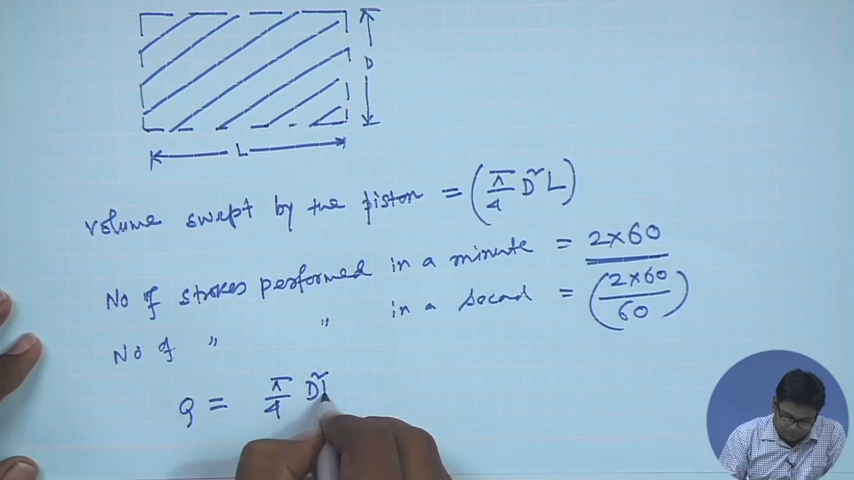 D
L
Volume swept by the piston = (π/4 D² L)
No of strokes performed in a minute = 2×60
No of " " in a secad = (2×60/60)
Q = π/4 D² L